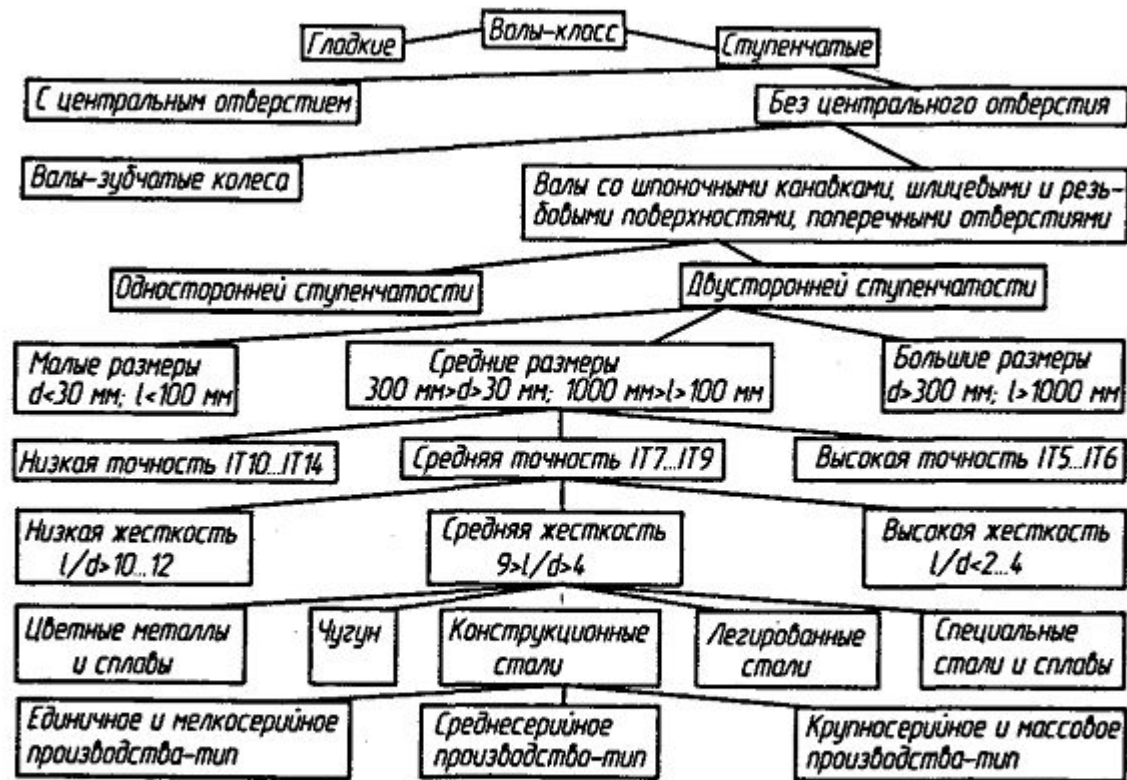 Валы-класс
Гладкие
Ступенчатые
С центральным отверстием
Без центрального отверстия
Валы-зубчатые колеса
Валы со шпоночными канавками, шлицевыми и резь-
бовыми поверхностями, поперечными отверстиями
Односторонней ступенчатости
Двусторонней ступенчатости
Малые размеры
d<30 мм; l<100 мм
Средние размеры
300 мм>d>30 мм; 1000 мм>l>100 мм
Большие размеры
d>300 мм; l>1000 мм
Низкая точность IT10...IT14
Средняя точность IT7...IT9
Высокая точность IT5...IT6
Низкая жесткость
l/d>10...12
Средняя жесткость
9>l/d>4
Высокая жесткость
l/d<2...4
Цветные металлы
и сплавы
Чугун
Конструкционные
стали
Легированные
стали
Специальные
стали и сплавы
Единичное и мелкосерийное
производства-тип
Среднесерийное
производство-тип
Крупносерийное и массовое
производства-тип